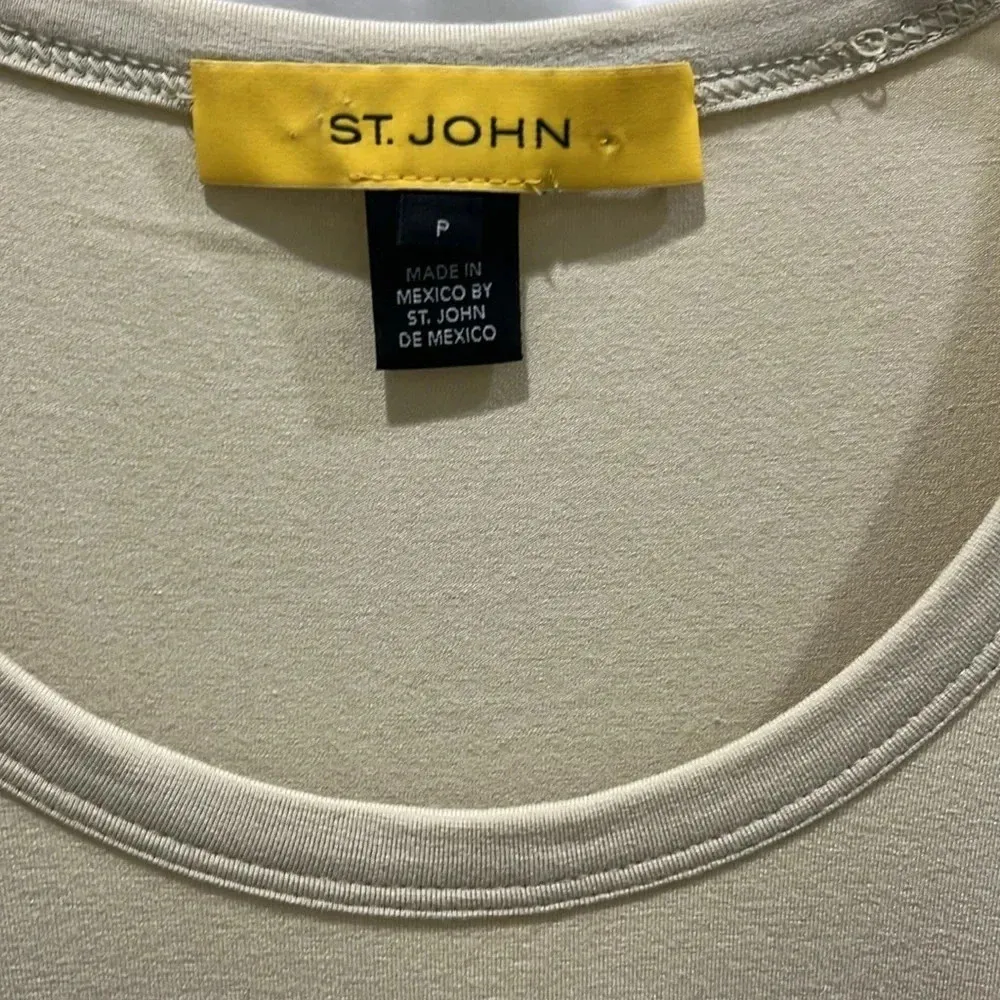 ST. JOHN
P
MADE IN
MEXICO BY
ST. JOHN
DE MEXICO